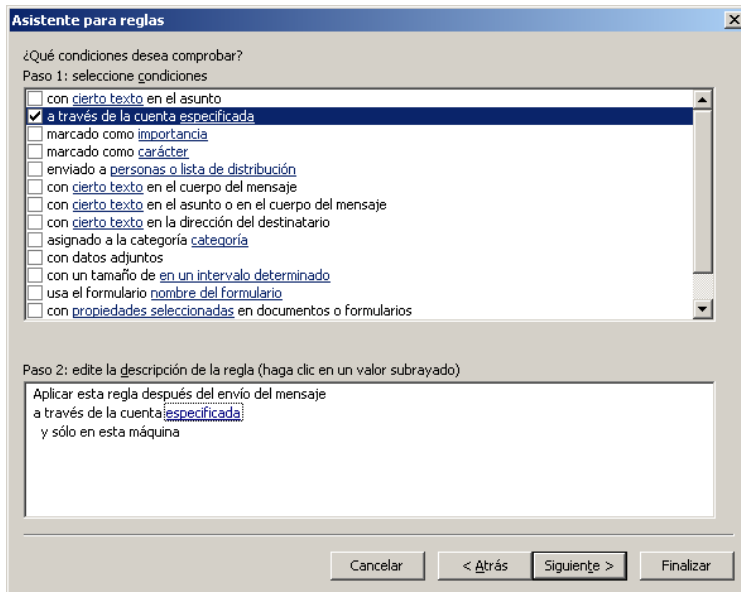 Asistente para reglas
¿Qué condiciones desea comprobar?
Paso 1: seleccione condiciones
con cierto texto en el asunto
a través de la cuenta especificada
marcado como importancia
marcado como carácter
enviado a personas o lista de distribución
con cierto texto en el cuerpo del mensaje
con cierto texto en el asunto o en el cuerpo del mensaje
con cierto texto en la dirección del destinatario
asignado a la categoría categoría
con datos adjuntos
con un tamaño de en un intervalo determinado
usa el formulario nombre del formulario
con propiedades seleccionadas en documentos o formularios
Paso 2: edite la descripción de la regla (haga clic en un valor subrayado)
Aplicar esta regla después del envío del mensaje
a través de la cuenta especificada
y sólo en esta máquina
Cancelar < Atrás Siguiente > Finalizar